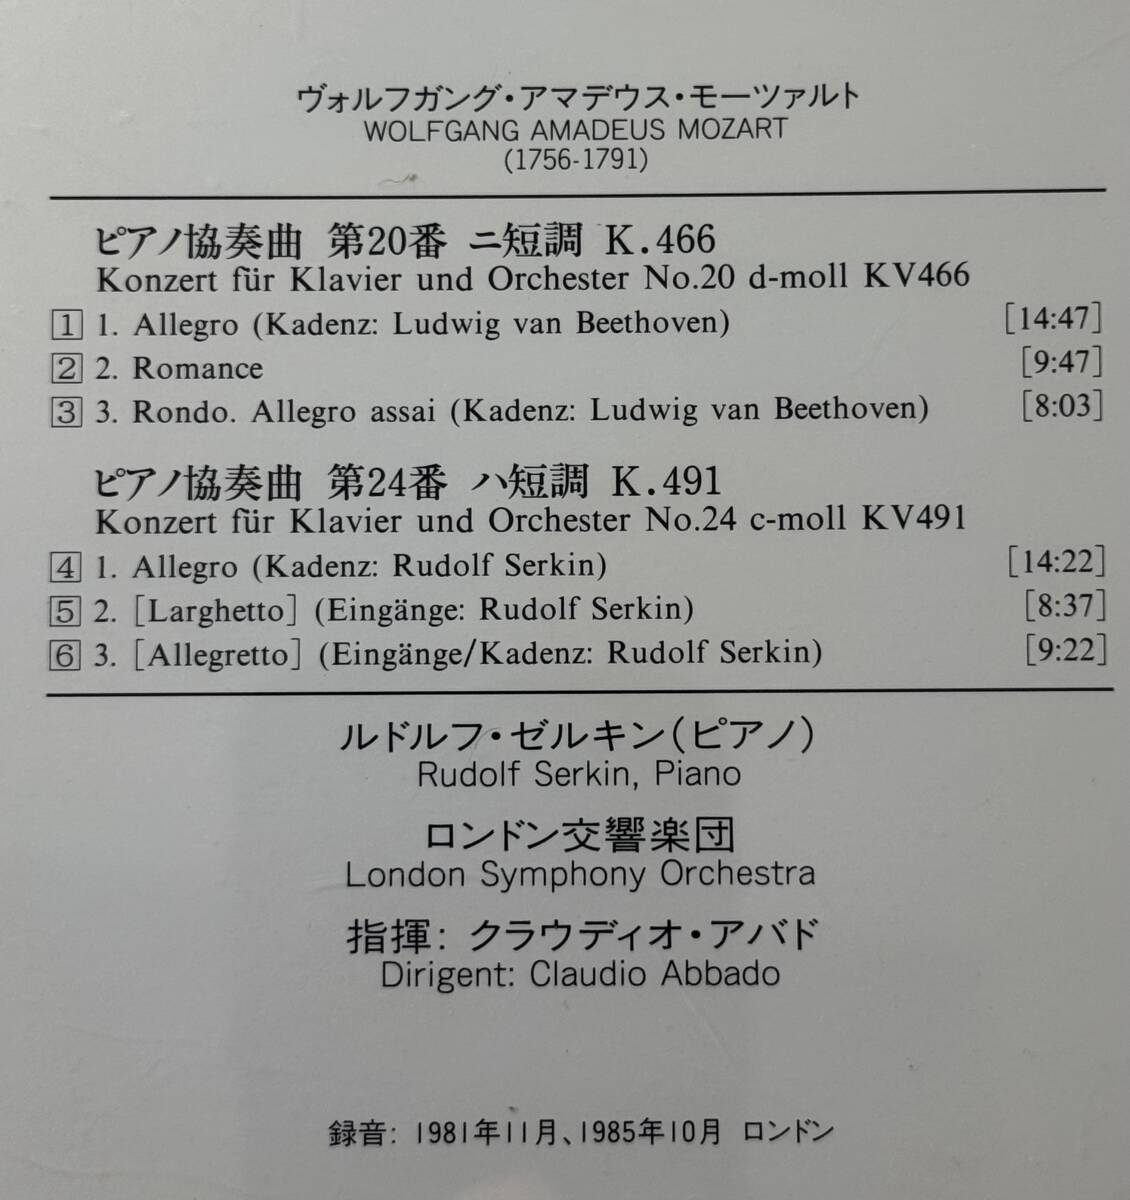 ヴォルフガング・アマデウス・モーツァルト
WOLFGANG AMADEUS MOZART
(1756-1791)
ピアノ協奏曲 第20番 ニ短調 K.466
Konzert für Klavier und Orchester No.20 d-moll KV466
1 1. Allegro (Kadenz: Ludwig van Beethoven) [14:47]
2 2. Romance [9:47]
3 3. Rondo. Allegro assai (Kadenz: Ludwig van Beethoven) [8:03]
ピアノ協奏曲 第24番 ハ短調 K.491
Konzert für Klavier und Orchester No.24 c-moll KV491
4 1. Allegro (Kadenz: Rudolf Serkin) [14:22]
5 2. [Larghetto] (Eingänge: Rudolf Serkin) [8:37]
6 3. [Allegretto] (Eingänge/Kadenz: Rudolf Serkin) [9:22]
ルドルフ・ゼルキン(ピアノ)
Rudolf Serkin, Piano
ロンドン交響楽団
London Symphony Orchestra
指揮: クラウディオ・アバド
Dirigent: Claudio Abbado
録音: 1981年11月、1985年10月 ロンドン